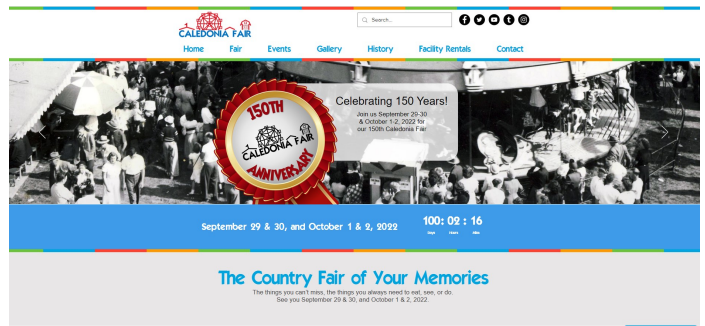 CALEDONIA FAIR
Search...
Home Fair Events Gallery History Facility Rentals Contact
150TH
CALEDONIA FAIR
ANNIVERSARY
Celebrating 150 Years!
Join us September 29-30
& October 1-2, 2022 for
our 150th Caledonia Fair
September 29 & 30, and October 1 & 2, 2022
100: 02 : 16
Days Hours Mins
The Country Fair of Your Memories
The things you can't miss, the things you always need to eat, see, or do.
See you September 29 & 30, and October 1 & 2, 2022.